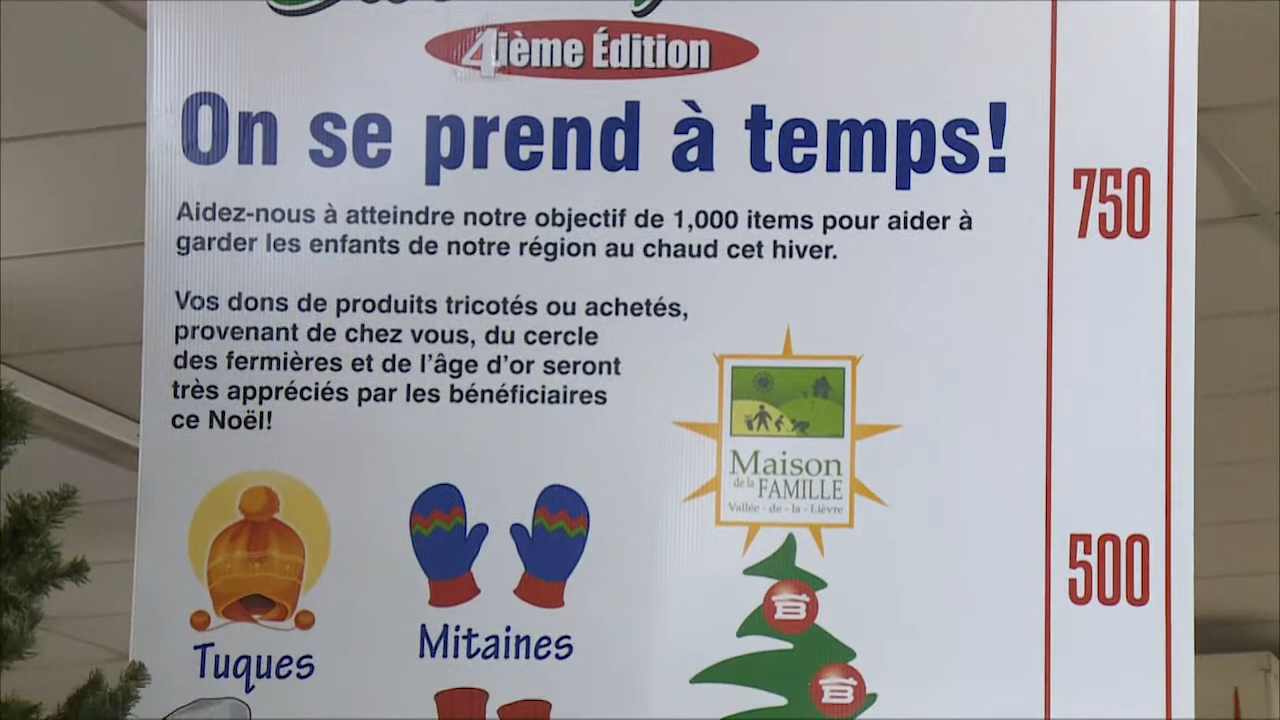 4ième Édition
On se prend à temps!
Aidez-nous à atteindre notre objectif de 1,000 items pour aider à
garder les enfants de notre région au chaud cet hiver.
Vos dons de produits tricotés ou achetés,
provenant de chez vous, du cercle
des fermières et de l'âge d'or seront
très appréciés par les bénéficiaires
ce Noël!
Maison
de la FAMILLE
Vallée - de - la - Lièvre
Tuques
Mitaines
B
B
750
500